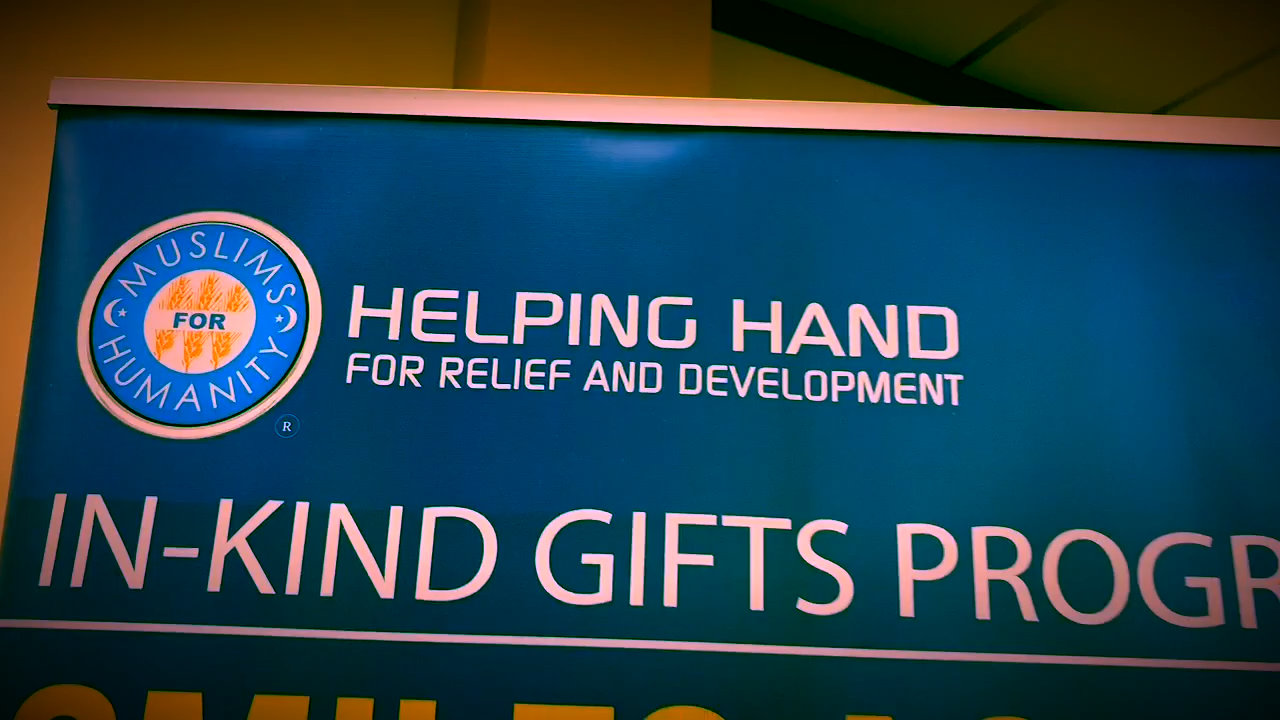 MUSLIMS
FOR
HUMANITY
R
HELPING HAND
FOR RELIEF AND DEVELOPMENT
IN-KIND GIFTS PROGR